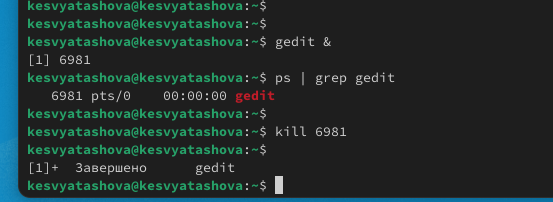 kesvyatashova@kesvyatashova:~$
kesvyatashova@kesvyatashova:~$
kesvyatashova@kesvyatashova:~$ gedit &
[1] 6981
kesvyatashova@kesvyatashova:~$ ps | grep gedit
   6981 pts/0    00:00:00 gedit
kesvyatashova@kesvyatashova:~$
kesvyatashova@kesvyatashova:~$ kill 6981
kesvyatashova@kesvyatashova:~$
[1]+  Завершено      gedit
kesvyatashova@kesvyatashova:~$